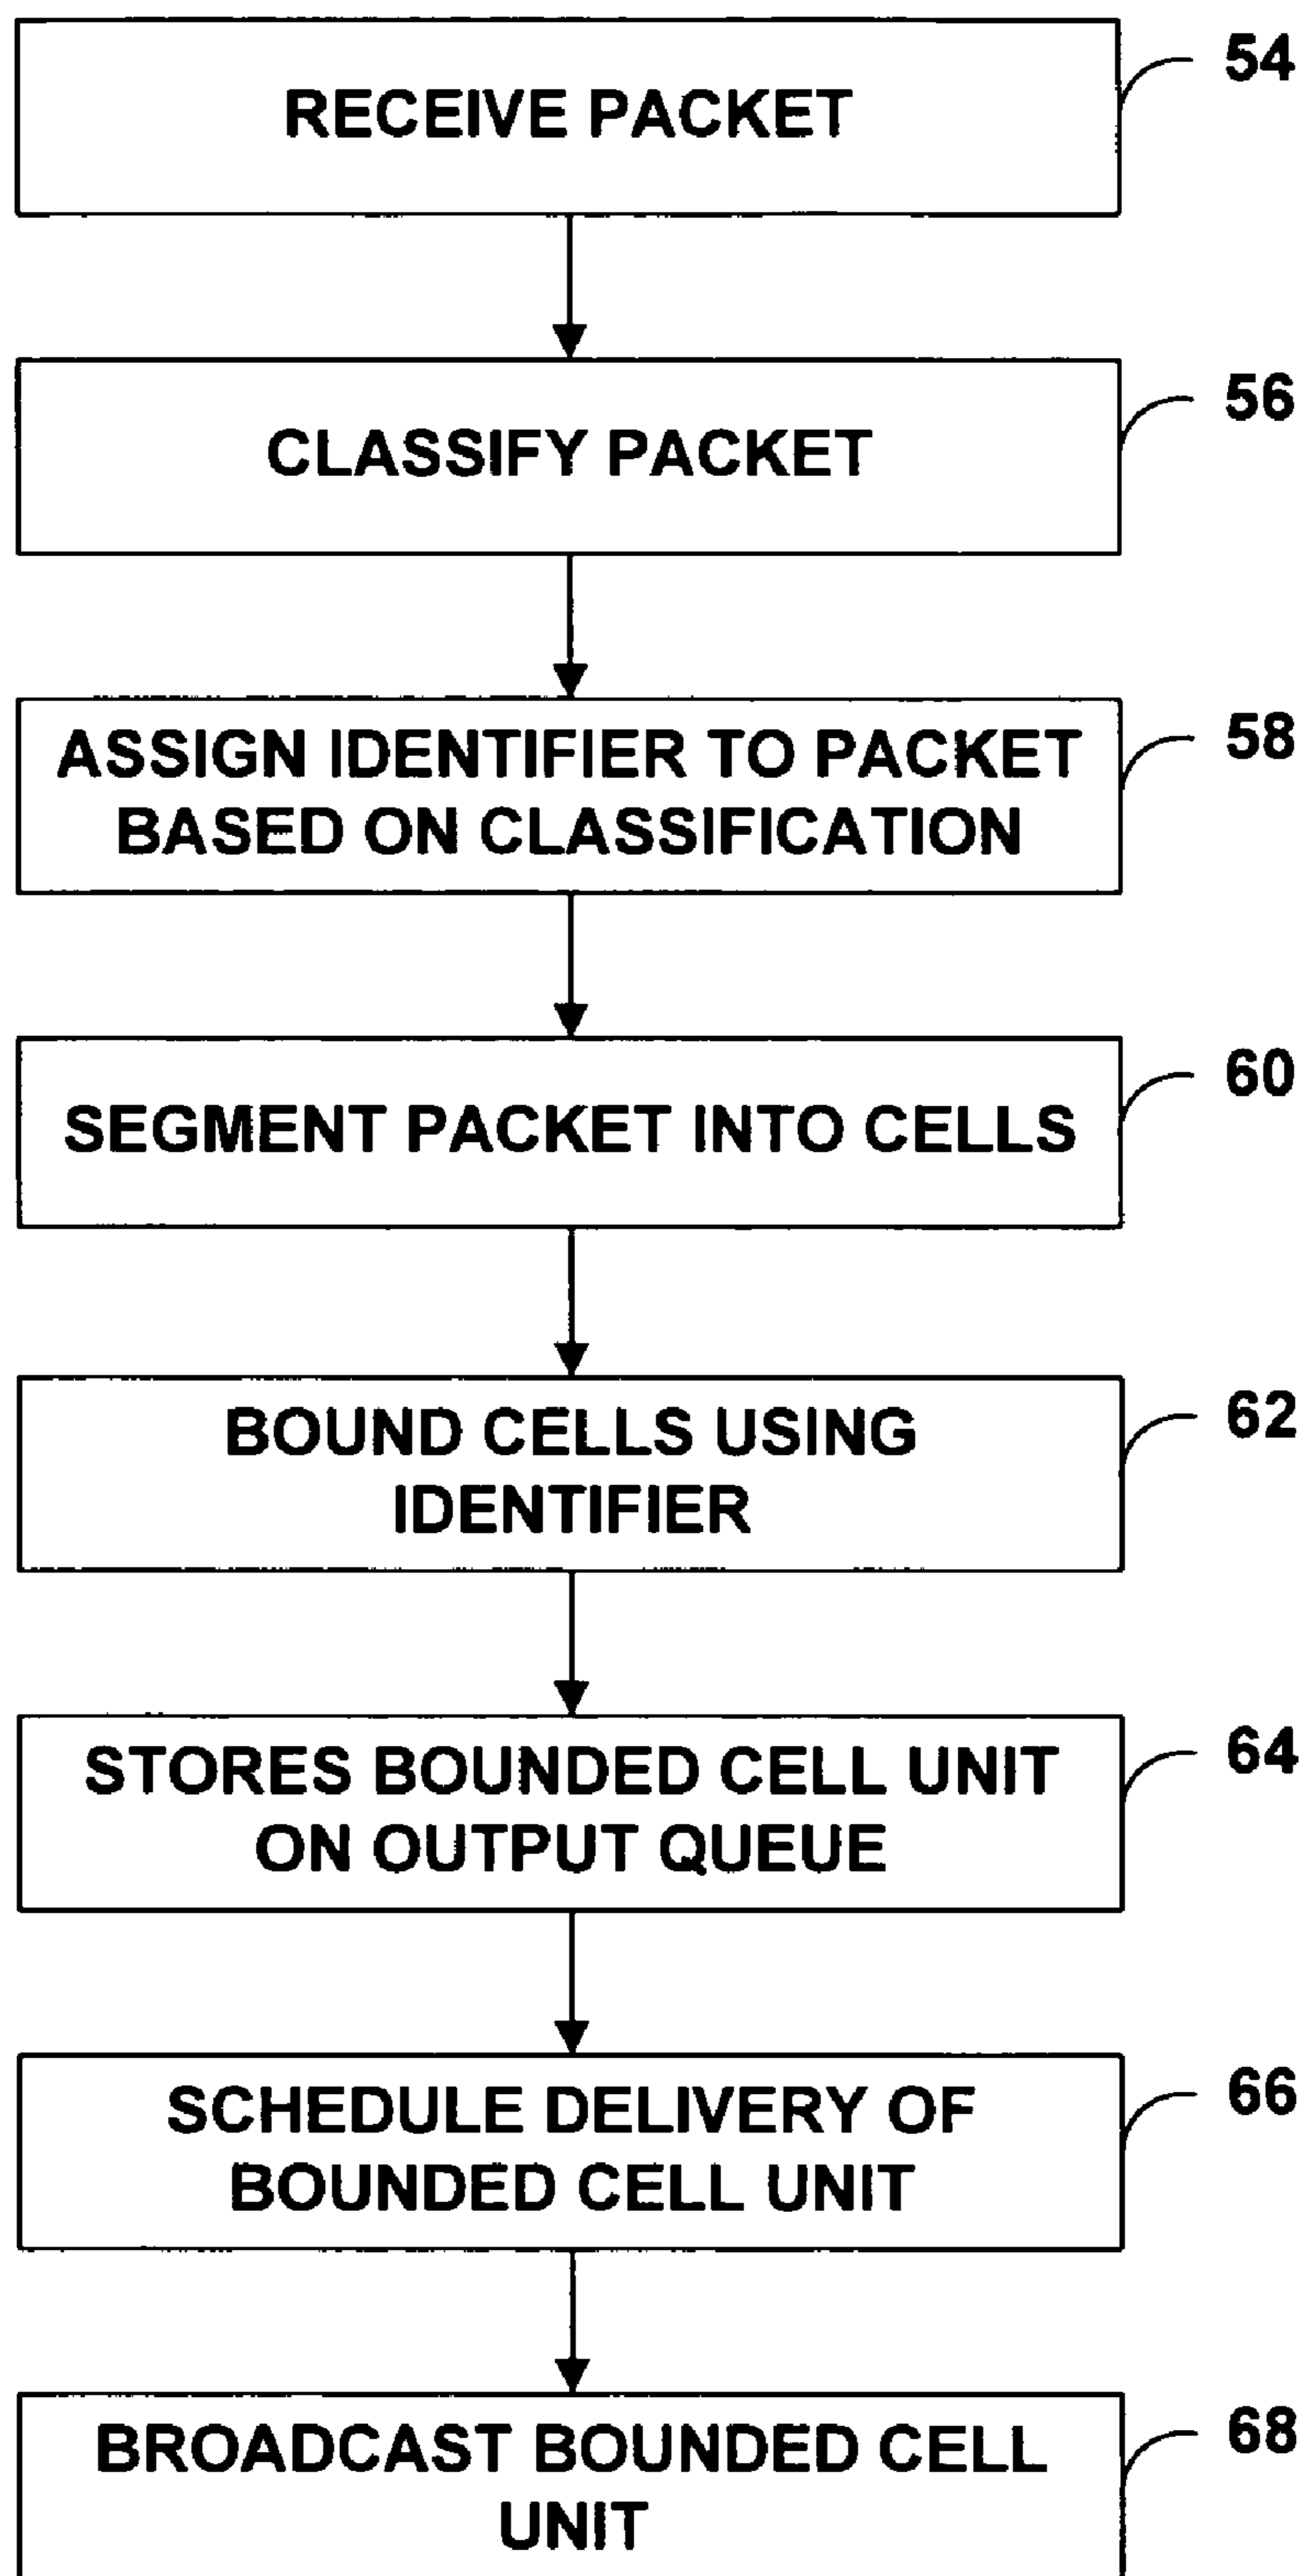 RECEIVE PACKET
54
CLASSIFY PACKET
56
ASSIGN IDENTIFIER TO PACKET
BASED ON CLASSIFICATION
58
SEGMENT PACKET INTO CELLS
60
BOUND CELLS USING
IDENTIFIER
62
STORES BOUNDED CELL UNIT
ON OUTPUT QUEUE
64
SCHEDULE DELIVERY OF
BOUNDED CELL UNIT
66
BROADCAST BOUNDED CELL
UNIT
68